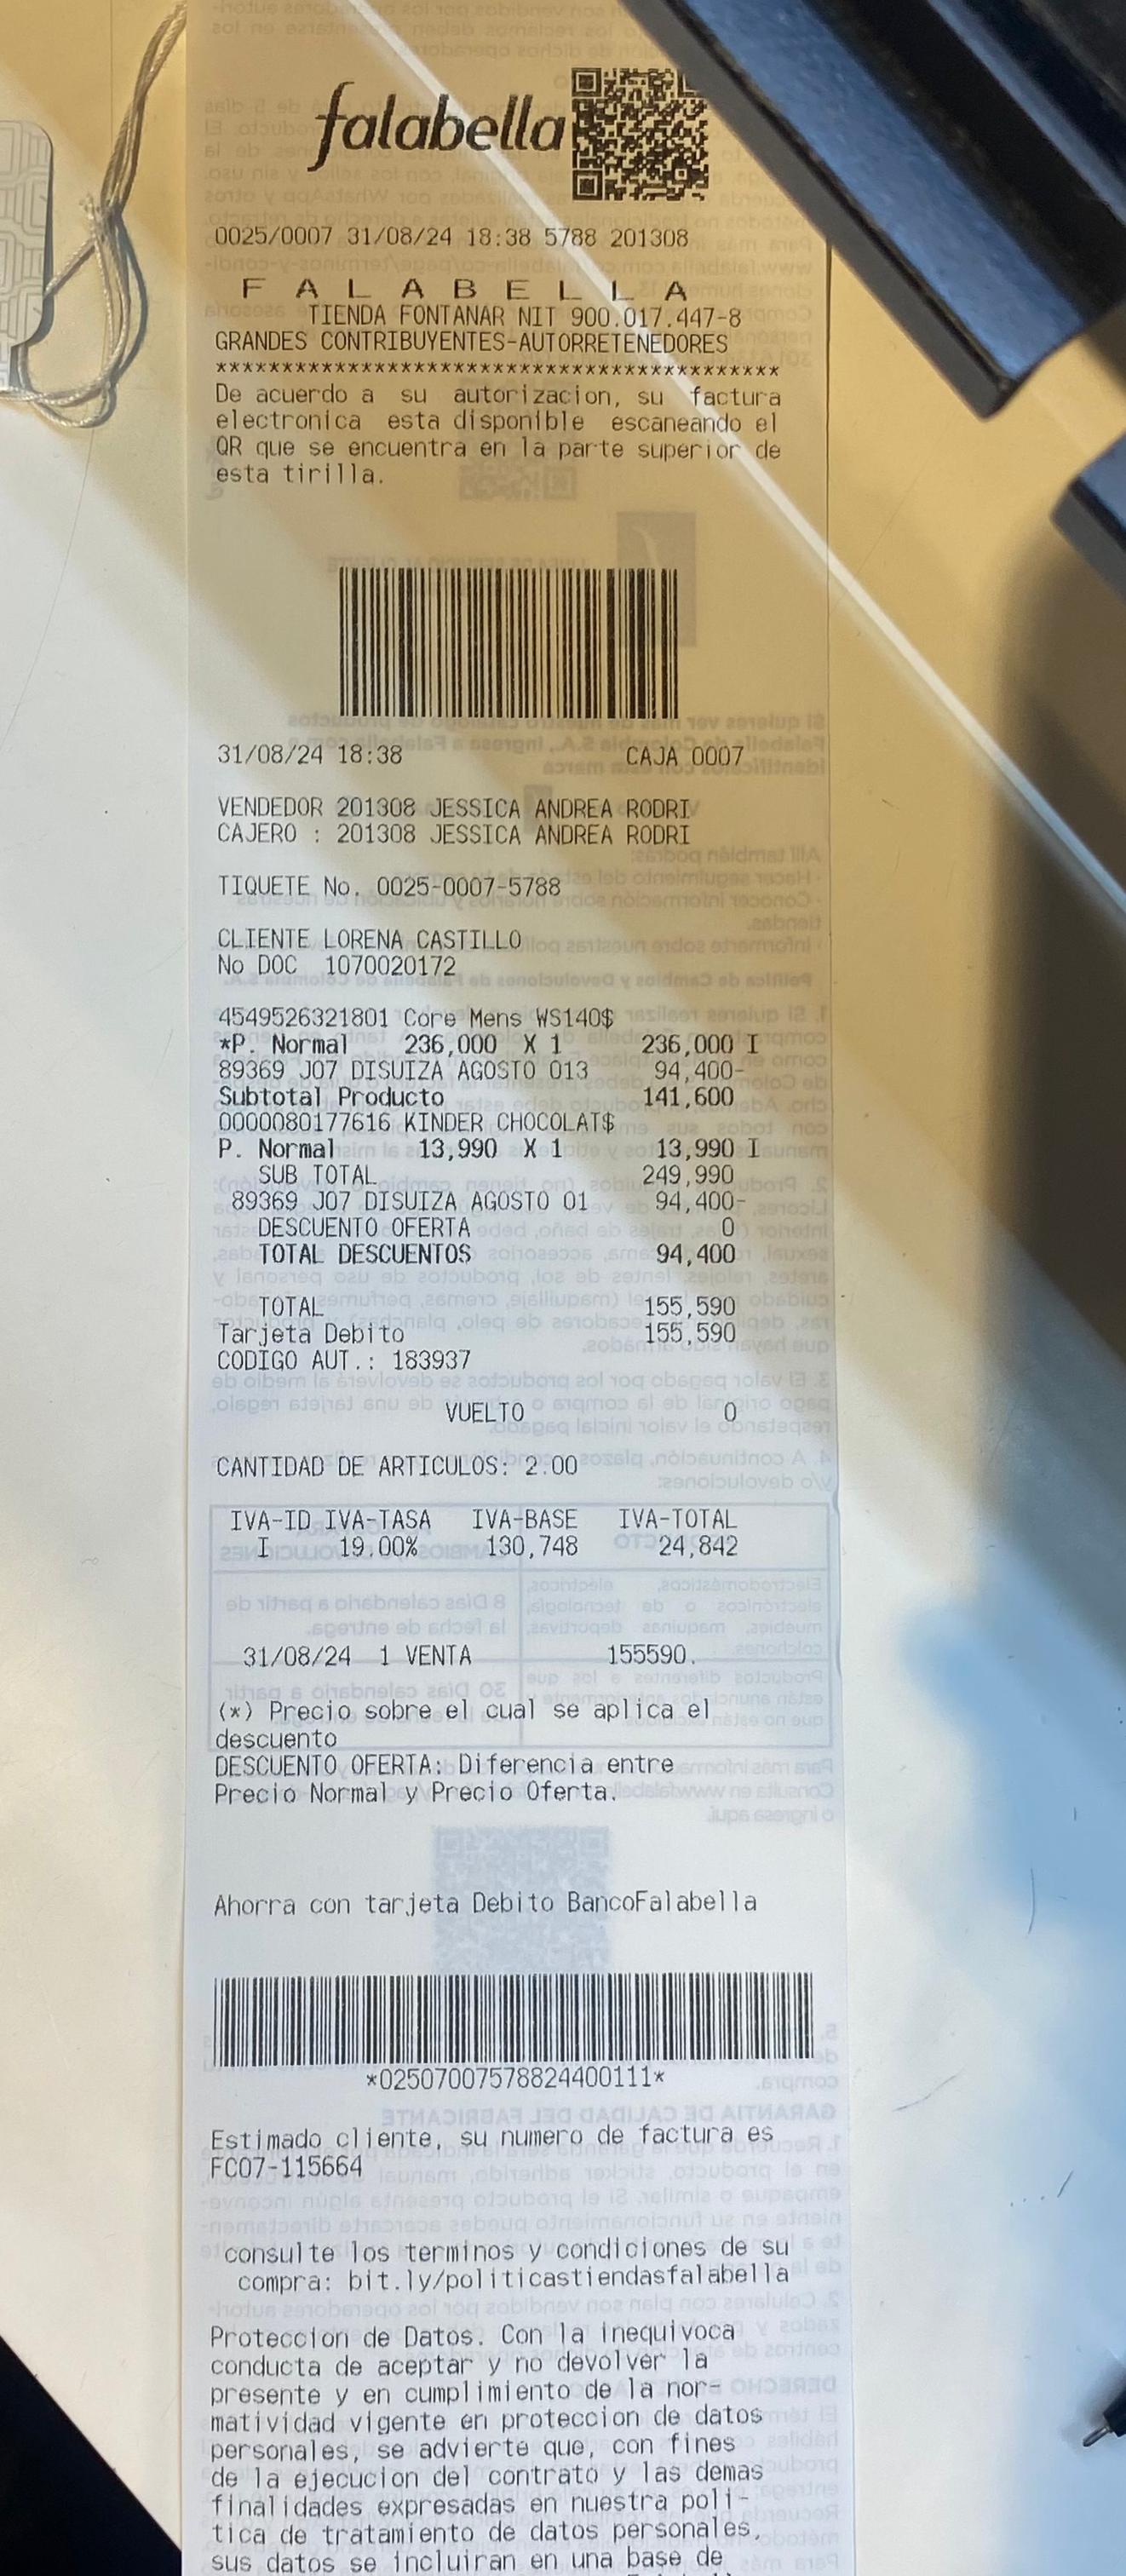 falabella
0025/0007 31/08/24 18:38 5788 201308
F A L A B E L L A
TIENDA FONTANAR NIT 900.017.447-8
GRANDES CONTRIBUYENTES-AUTORRETENEDORES
*******************************************
De acuerdo a su autorizacion, su factura
electronica esta disponible escaneando el
QR que se encuentra en la parte superior de
esta tirilla.
31/08/24 18:38 CAJA 0007
VENDEDOR 201308 JESSICA ANDREA RODRI
CAJERO : 201308 JESSICA ANDREA RODRI
TIQUETE No. 0025-0007-5788
CLIENTE LORENA CASTILLO
No DOC 1070020172
4549526321801 Core Mens WS140$
*P. Normal 236,000 X 1 236,000 I
89369 J07 DISUIZA AGOSTO 013 94,400-
Subtotal Producto 141,600
0000080177616 KINDER CHOCOLAT$
P. Normal 13,990 X 1 13,990 I
SUB TOTAL 249,990
89369 J07 DISUIZA AGOSTO 01 94,400-
DESCUENTO OFERTA 0
TOTAL DESCUENTOS 94,400
TOTAL 155,590
Tarjeta Debito 155,590
CODIGO AUT.: 183937
VUELTO 0
CANTIDAD DE ARTICULOS: 2.00
IVA-ID IVA-TASA IVA-BASE IVA-TOTAL
I 19.00% 130,748 24,842
31/08/24 1 VENTA 155590.
(*) Precio sobre el cual se aplica el
descuento
DESCUENTO OFERTA: Diferencia entre
Precio Normal y Precio Oferta.
Ahorra con tarjeta Debito BancoFalabella
*02507007578824400111*
Estimado cliente, su numero de factura es
FC07-115664
consulte los terminos y condiciones de su
compra: bit.ly/politicastiendasfalabella
Proteccion de Datos. Con la inequivoca
conducta de aceptar y no devolver la
presente y en cumplimiento de la nor-
matividad vigente en proteccion de datos
personales, se advierte que, con fines
de la ejecucion del contrato y las demas
finalidades expresadas en nuestra poli-
tica de tratamiento de datos personales,
sus datos se incluiran en una base de